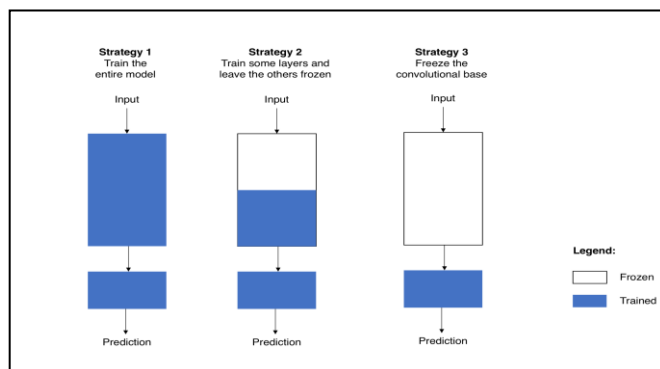 Strategy 1
Train the
entire model
Input
Prediction
Strategy 2
Train some layers and
leave the others frozen
Input
Prediction
Strategy 3
Freeze the
convolutional base
Input
Prediction
Legend:
Frozen
Trained